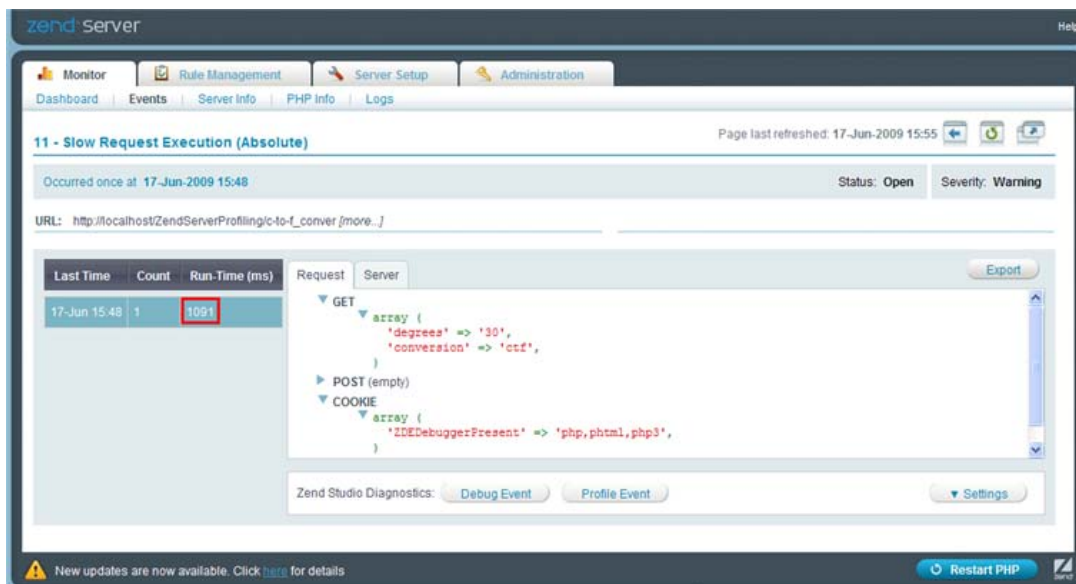 zend server
Help
Monitor Rule Management Server Setup Administration
Dashboard Events Server Info PHP Info Logs
11 - Slow Request Execution (Absolute)
Page last refreshed: 17-Jun-2009 15:55
Occurred once at 17-Jun-2009 15:48
Status: Open Severity: Warning
URL: http://localhost/ZendServerProfiling/c-to-f_conver [more...]
Last Time Count Run-Time (ms)
17-Jun 15:48 1 1091
Request Server
Export
GET
array (
'degrees' => '30',
'conversion' => 'ctf',
)
POST (empty)
COOKIE
array (
'ZDEDebuggerPresent' => 'php,phtml,php3',
)
Zend Studio Diagnostics: Debug Event Profile Event
Settings
New updates are now available. Click here for details
Restart PHP
zend